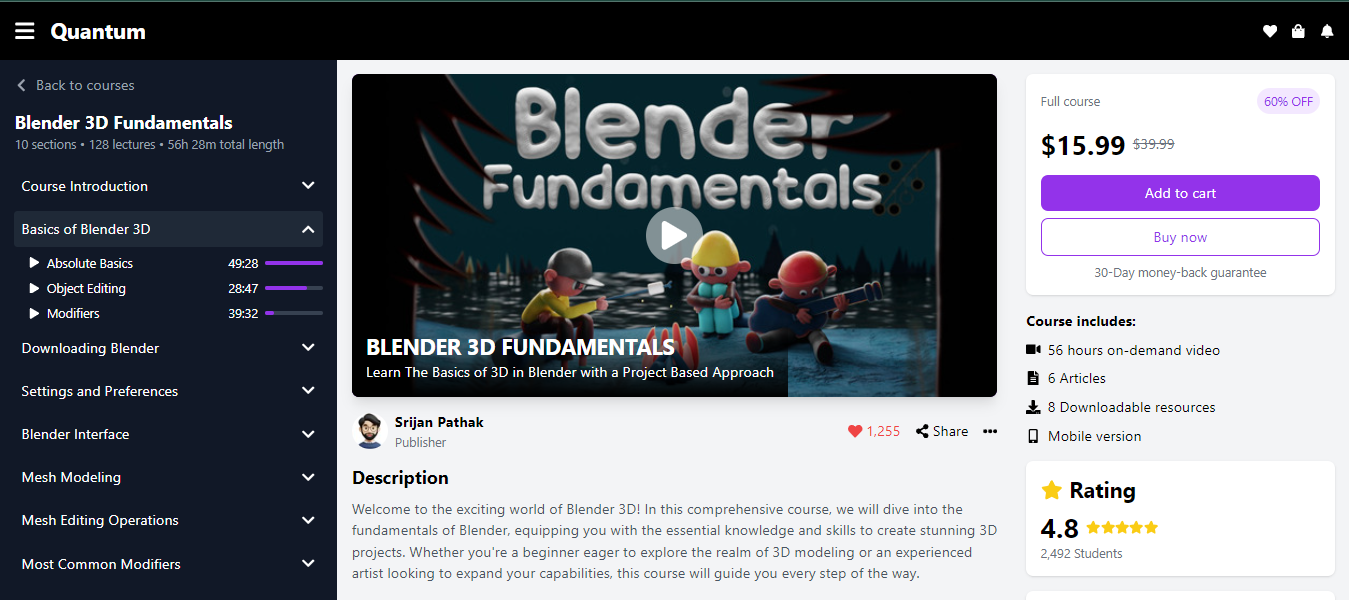 Quantum
Back to courses
Blender 3D Fundamentals
10 sections • 128 lectures • 56h 28m total length
Course Introduction
Basics of Blender 3D
Absolute Basics 49:28
Object Editing 28:47
Modifiers 39:32
Downloading Blender
Settings and Preferences
Blender Interface
Mesh Modeling
Mesh Editing Operations
Most Common Modifiers
Blender
Fundamentals
BLENDER 3D FUNDAMENTALS
Learn The Basics of 3D in Blender with a Project Based Approach
Srijan Pathak
Publisher
1,255 Share
Description
Welcome to the exciting world of Blender 3D! In this comprehensive course, we will dive into the
fundamentals of Blender, equipping you with the essential knowledge and skills to create stunning 3D
projects. Whether you're a beginner eager to explore the realm of 3D modeling or an experienced
artist looking to expand your capabilities, this course will guide you every step of the way.
Full course 60% OFF
$15.99 $39.99
Add to cart
Buy now
30-Day money-back guarantee
Course includes:
56 hours on-demand video
6 Articles
8 Downloadable resources
Mobile version
Rating
4.8
2,492 Students